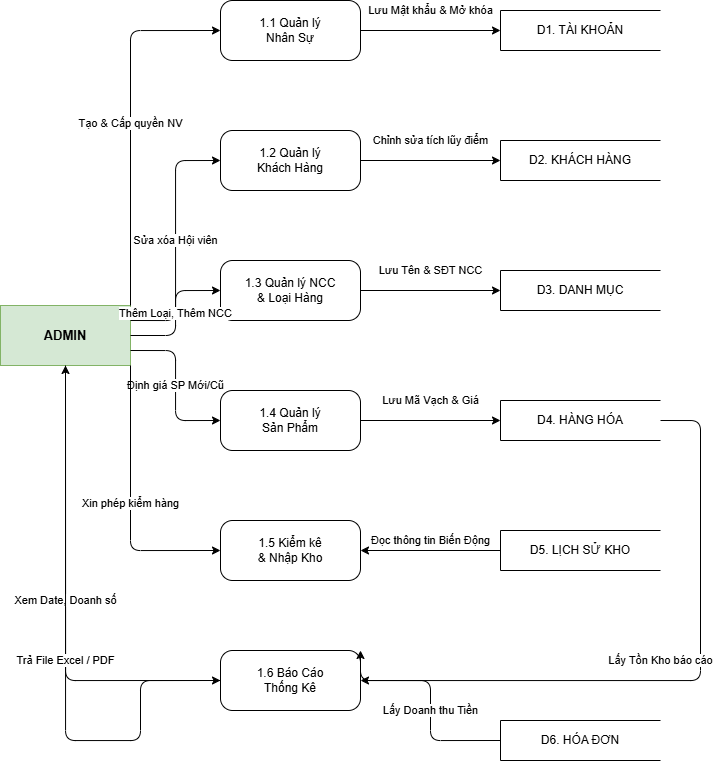 1.1 Quản lý
Nhân Sự
Lưu Mật khẩu & Mở khóa
D1. TÀI KHOẢN
Tạo & Cấp quyền NV
1.2 Quản lý
Khách Hàng
Chỉnh sửa tích lũy điểm
D2. KHÁCH HÀNG
Sửa xóa Hội viên
1.3 Quản lý NCC
& Loại Hàng
Lưu Tên & SĐT NCC
D3. DANH MỤC
Thêm Loại, Thêm NCC
ADMIN
Định giá SP Mới/Cũ
1.4 Quản lý
Sản Phẩm
Lưu Mã Vạch & Giá
D4. HÀNG HÓA
Xin phép kiểm hàng
1.5 Kiểm kê
& Nhập Kho
Đọc thông tin Biến Động
D5. LỊCH SỬ KHO
Xem Date, Doanh số
Trả File Excel / PDF
1.6 Báo Cáo
Thống Kê
Lấy Tồn Kho báo cáo
Lấy Doanh thu Tiền
D6. HÓA ĐƠN